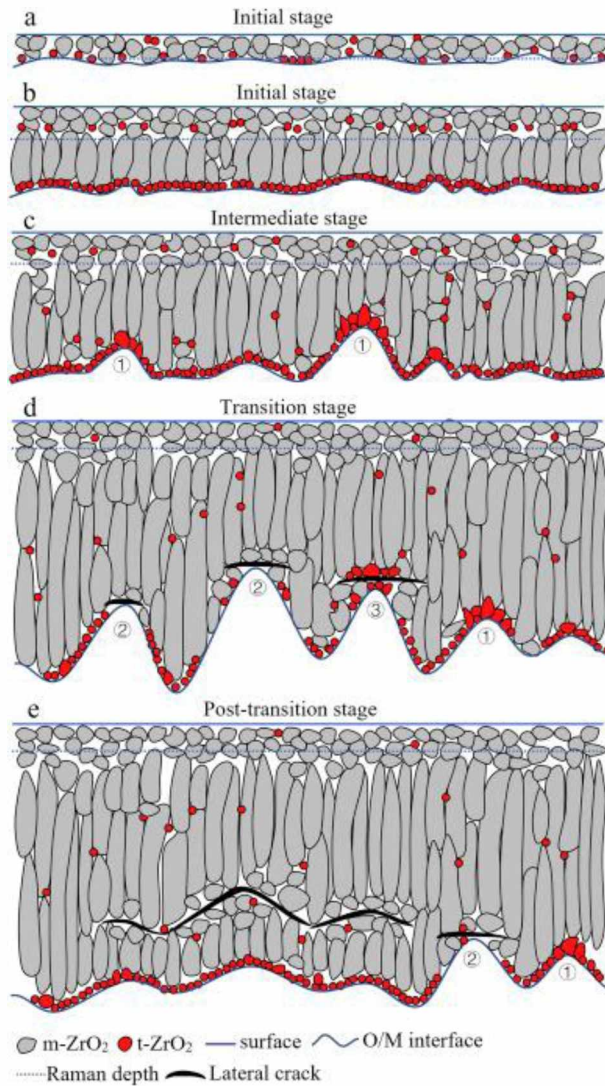 a Initial stage
b Initial stage
c Intermediate stage
① ①
d Transition stage
② ② ③ ①
e Post-transition stage
② ①
m-ZrO₂ t-ZrO₂ surface O/M interface
Raman depth Lateral crack